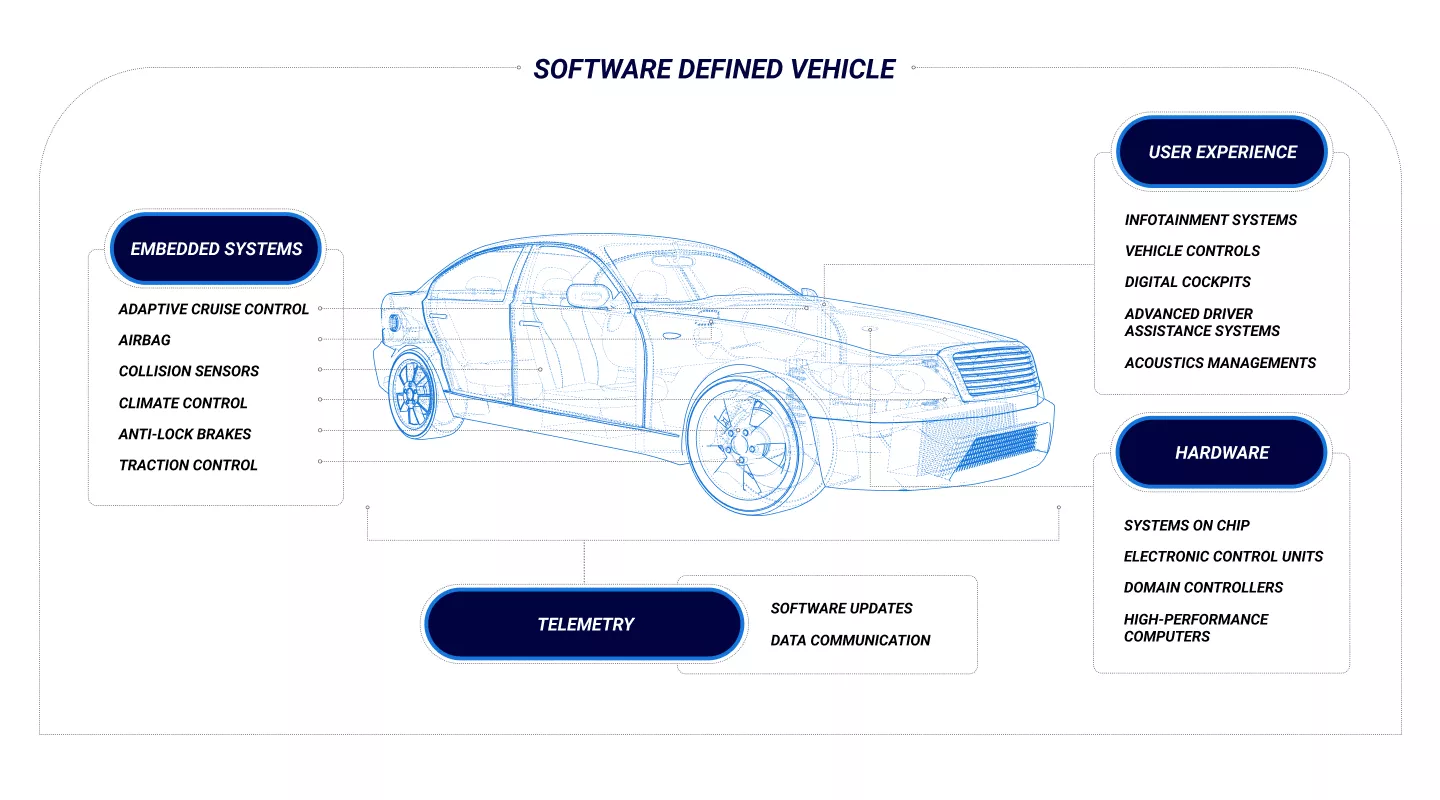 SOFTWARE DEFINED VEHICLE
EMBEDDED SYSTEMS
ADAPTIVE CRUISE CONTROL
AIRBAG
COLLISION SENSORS
CLIMATE CONTROL
ANTI-LOCK BRAKES
TRACTION CONTROL
USER EXPERIENCE
INFOTAINMENT SYSTEMS
VEHICLE CONTROLS
DIGITAL COCKPITS
ADVANCED DRIVER
ASSISTANCE SYSTEMS
ACOUSTICS MANAGEMENTS
HARDWARE
SYSTEMS ON CHIP
ELECTRONIC CONTROL UNITS
DOMAIN CONTROLLERS
HIGH-PERFORMANCE
COMPUTERS
TELEMETRY
SOFTWARE UPDATES
DATA COMMUNICATION